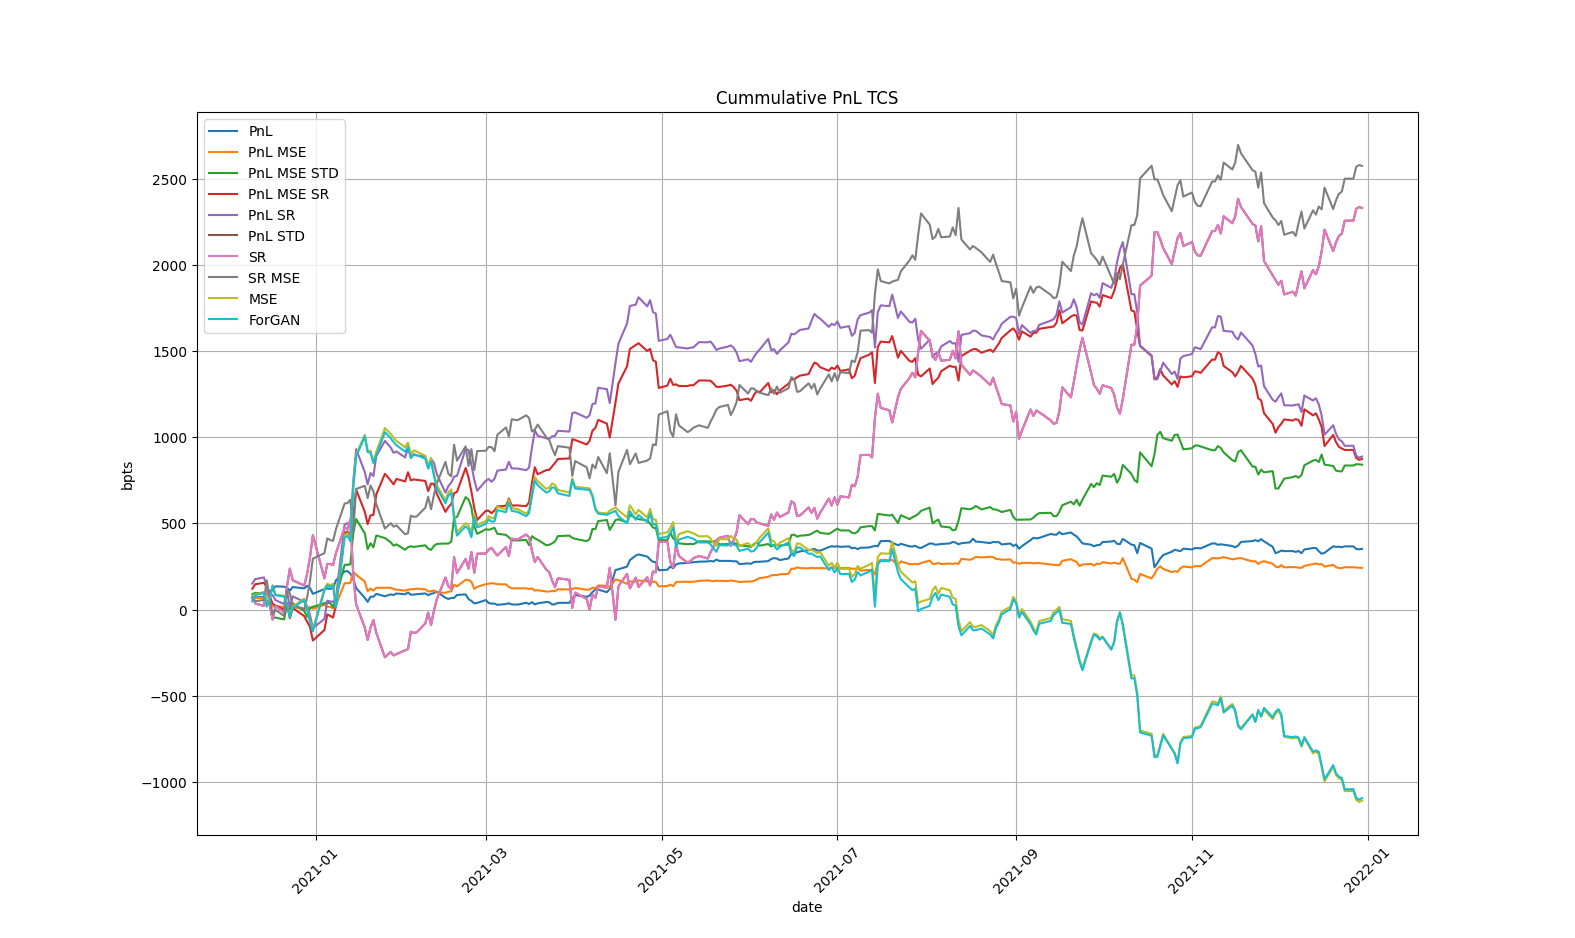 Cummulative PnL TCS
PnL
PnL MSE
PnL MSE STD
PnL MSE SR
PnL SR
PnL STD
SR
SR MSE
MSE
ForGAN
2500
2000
1500
1000
500
0
−500
−1000
bpts
2021-01
2021-03
2021-05
2021-07
2021-09
2021-11
2022-01
date